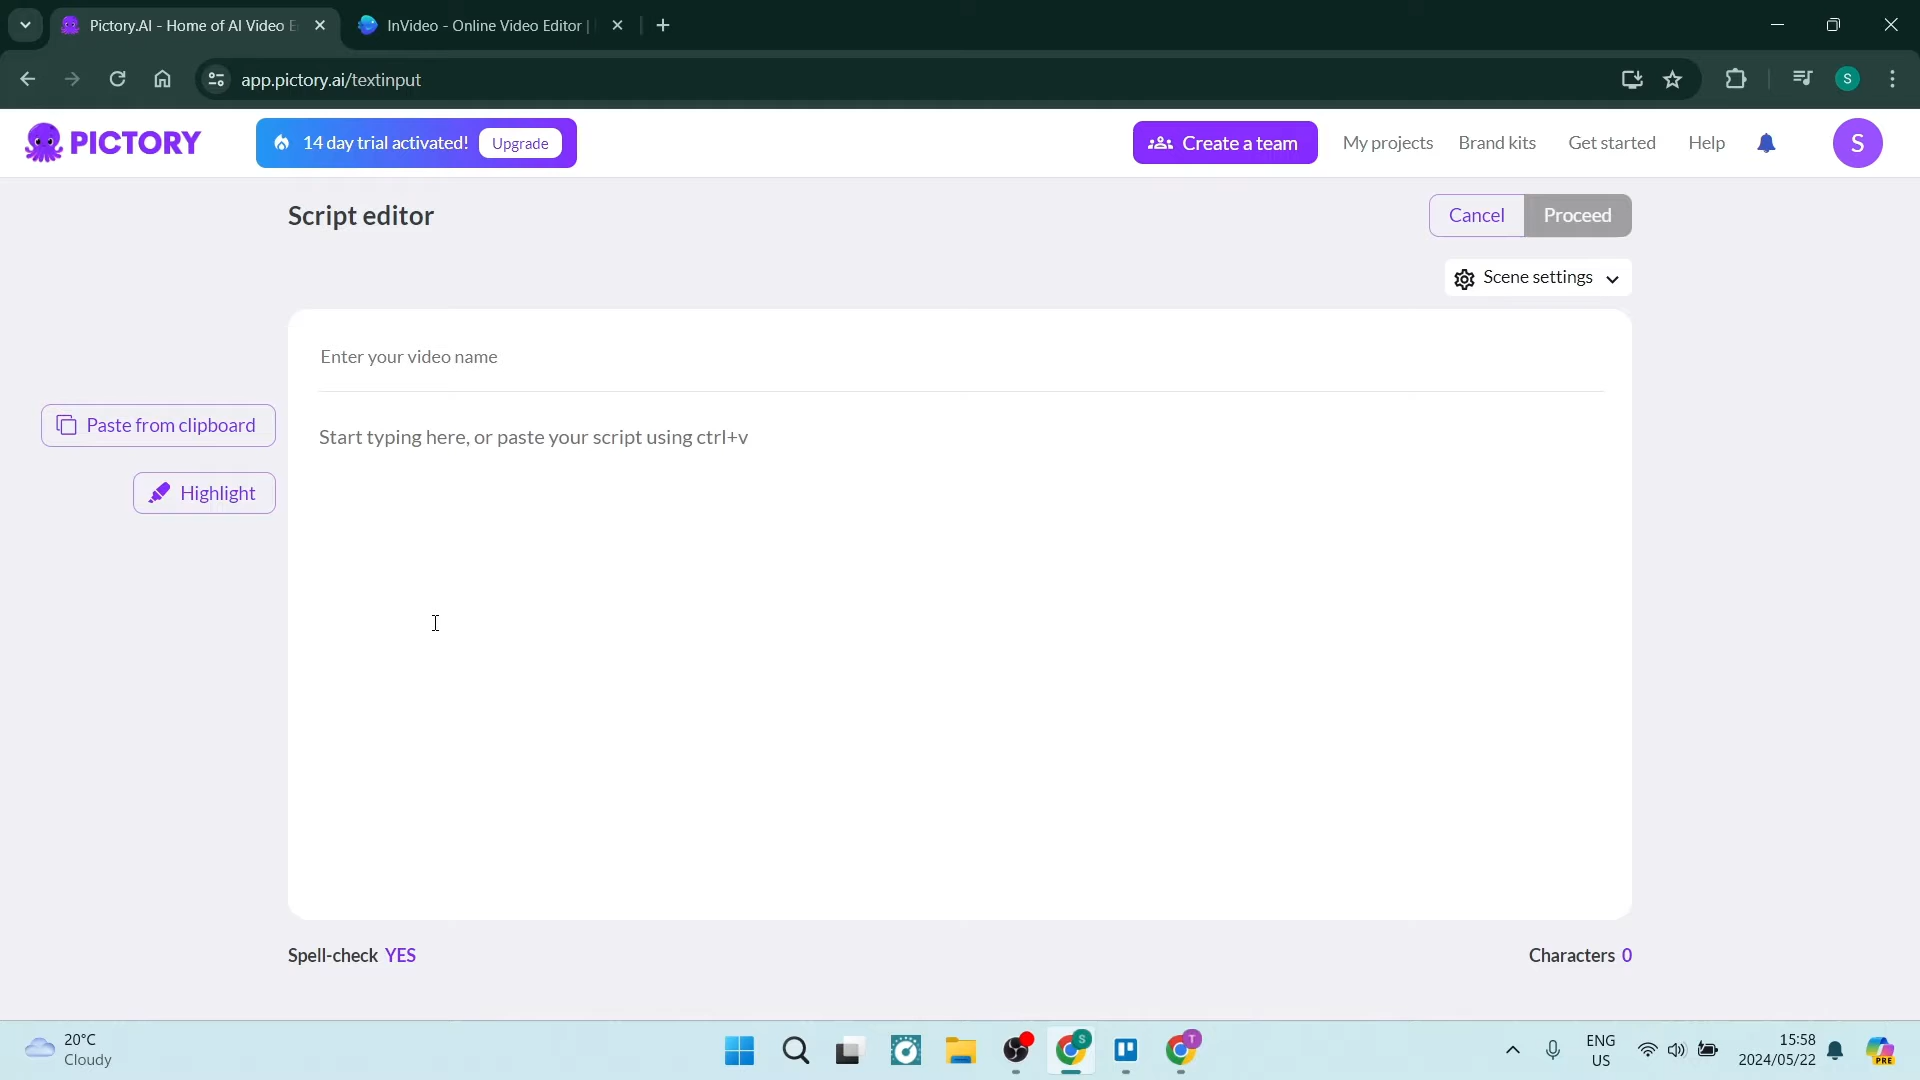 Pictory.AI - Home of AI Video E
InVideo - Online Video Editor |
app.pictory.ai/textinput
S
PICTORY
14 day trial activated!
Upgrade
Create a team
My projects
Brand kits
Get started
Help
S
Script editor
Cancel
Proceed
Scene settings
Enter your video name
Paste from clipboard
Start typing here, or paste your script using ctrl+v
Highlight
Spell-check YES
Characters 0
20°C
Cloudy
S
T
ENG
US
15:58
2024/05/22
PRE